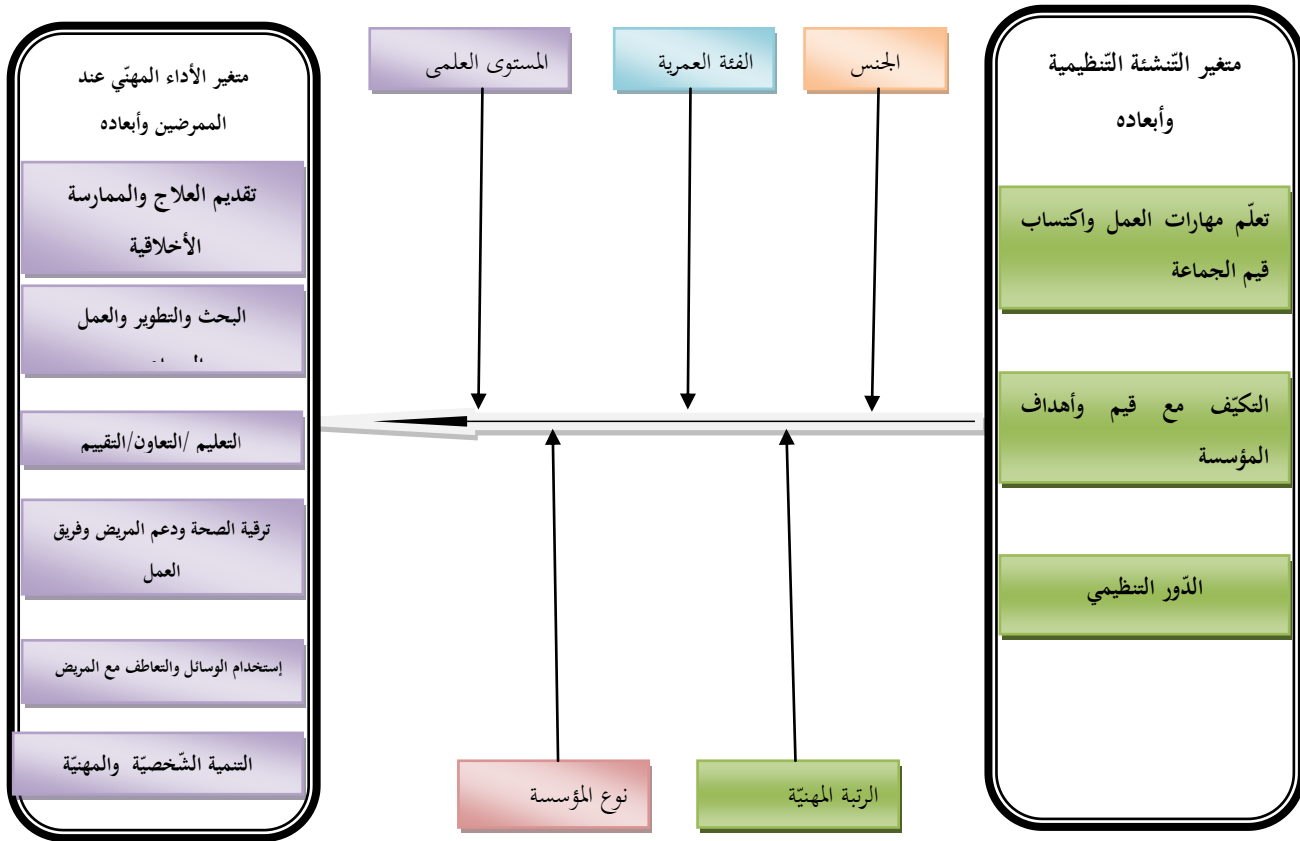 متغير التّنشئة التّنظيمية
وأبعاده
تعلّم مهارات العمل واكتساب
قيم الجماعة
التكيّف مع قيم وأهداف
المؤسسة
الدّور التنظيمي
الجنس
الفئة العمرية
المستوى العلمى
الرتبة المهنيّة
نوع المؤسسة
متغير الأداء المهنّي عند
الممرضين وأبعاده
تقديم العلاج والممارسة
الأخلاقية
البحث والتطوير والعمل
التعليم /التعاون/التقييم
ترقية الصحة ودعم المريض وفريق
العمل
إستخدام الوسائل والتعاطف مع المريض
التنمية الشّخصيّة والمهنيّة